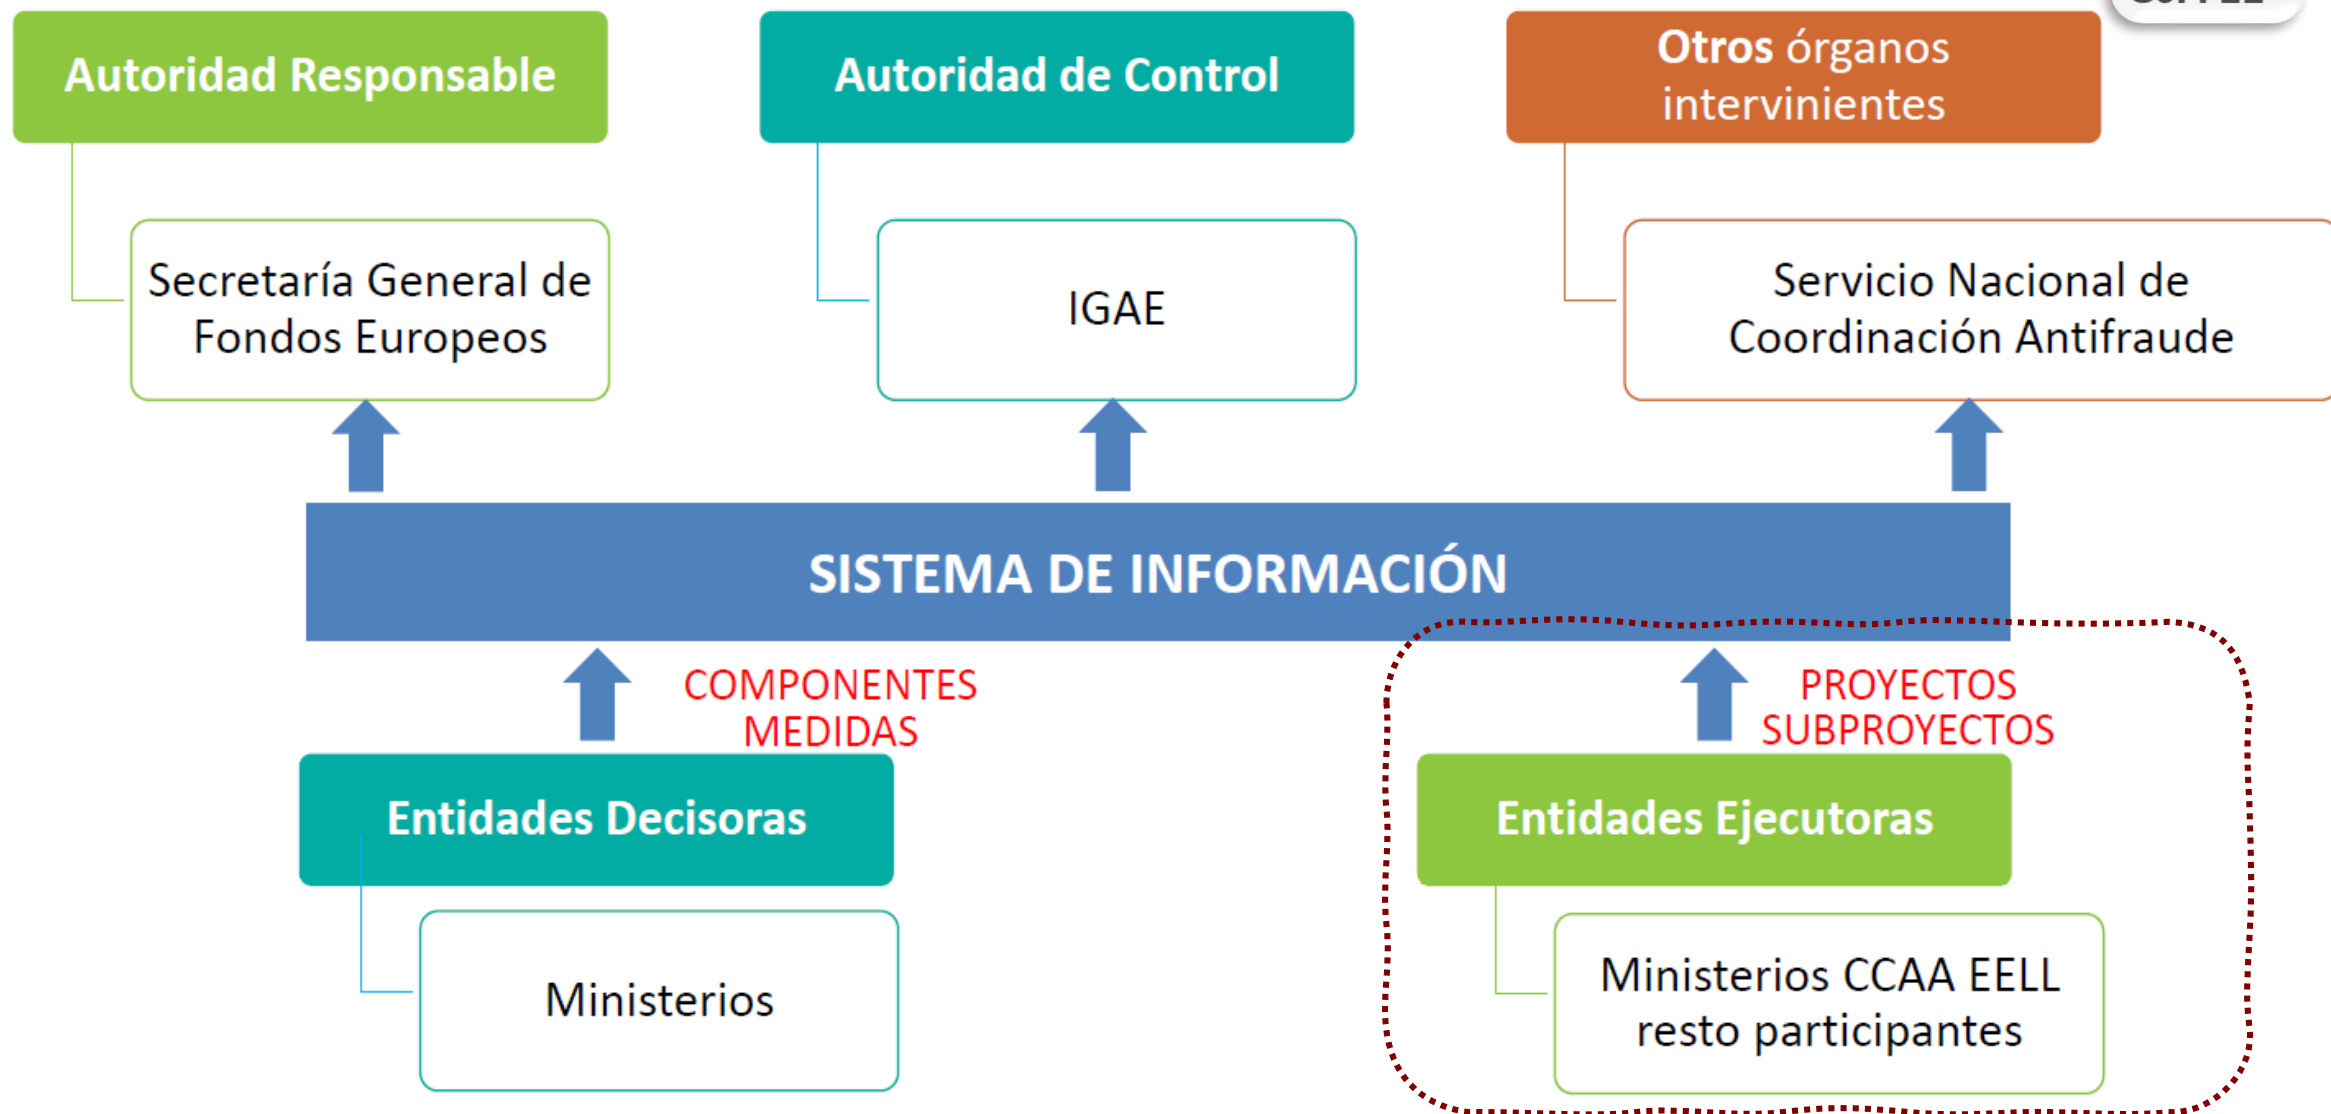 Autoridad Responsable
Autoridad de Control
Otros órganos
intervinientes
Secretaría General de
Fondos Europeos
IGAE
Servicio Nacional de
Coordinación Antifraude
SISTEMA DE INFORMACIÓN
COMPONENTES
MEDIDAS
PROYECTOS
SUBPROYECTOS
Entidades Decisoras
Entidades Ejecutoras
Ministerios
Ministerios CCAA EELL
resto participantes